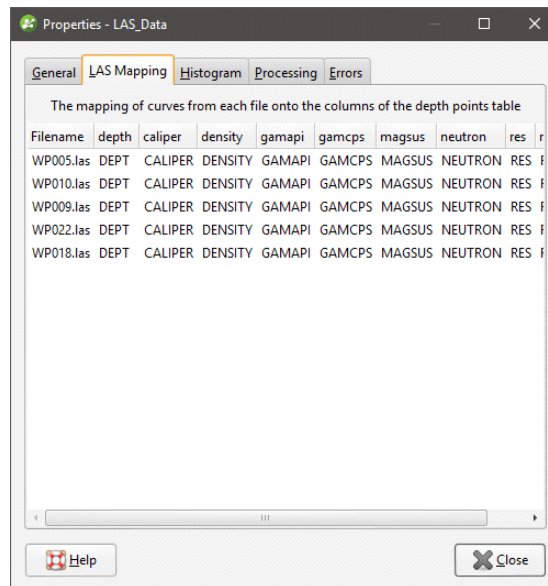 Properties - LAS_Data
General LAS Mapping Histogram Processing Errors
The mapping of curves from each file onto the columns of the depth points table
Filename depth caliper density gamapi gamcps magsus neutron res
WP005.las DEPT CALIPER DENSITY GAMAPI GAMCPS MAGSUS NEUTRON RES
WP010.las DEPT CALIPER DENSITY GAMAPI GAMCPS MAGSUS NEUTRON RES
WP009.las DEPT CALIPER DENSITY GAMAPI GAMCPS MAGSUS NEUTRON RES
WP022.las DEPT CALIPER DENSITY GAMAPI GAMCPS MAGSUS NEUTRON RES
WP018.las DEPT CALIPER DENSITY GAMAPI GAMCPS MAGSUS NEUTRON RES
Help Close